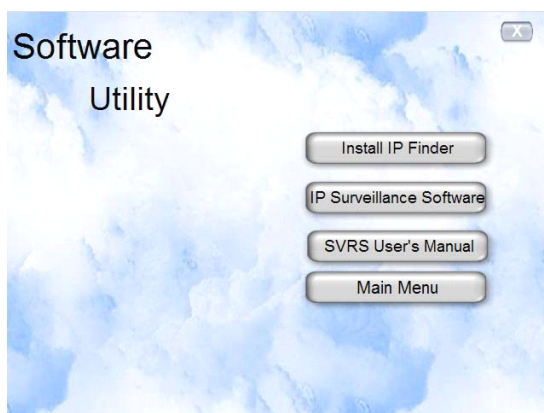 Software
Utility
X
Install IP Finder
IP Surveillance Software
SVRS User's Manual
Main Menu